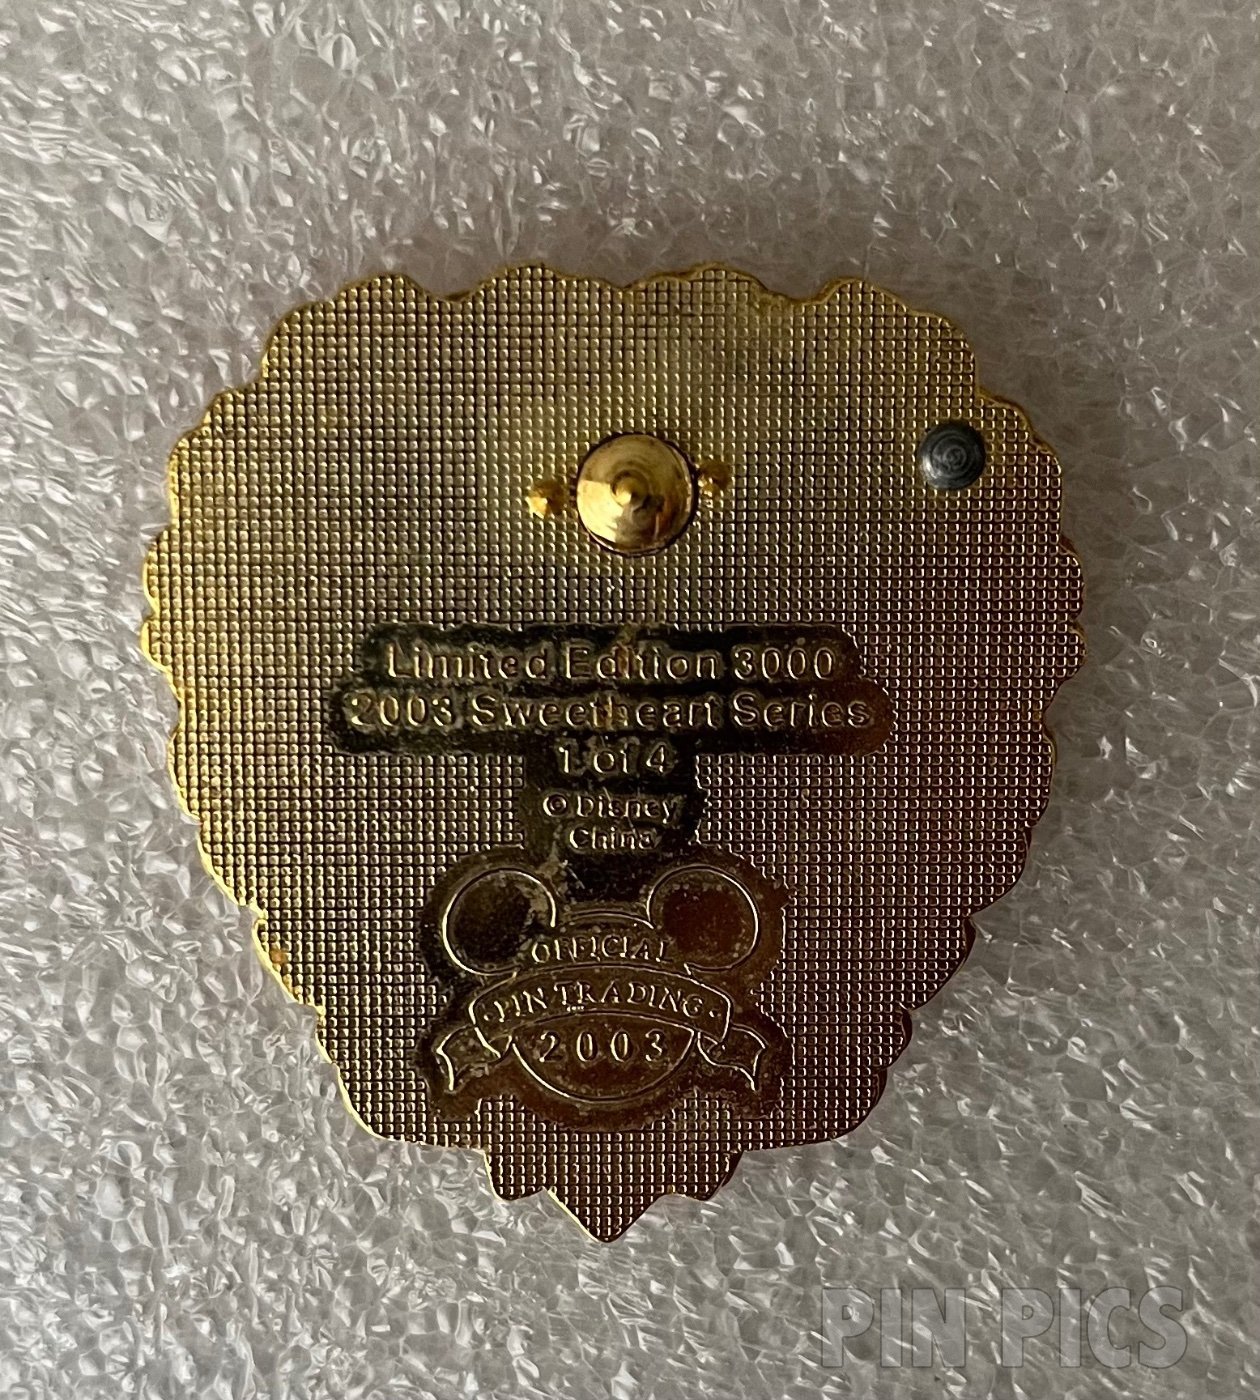 Limited Edition 3000
2003 Sweetheart Series
1 of 4
© Disney
China
OFFICIAL
· PIN TRADING ·
2003
PIN PICS